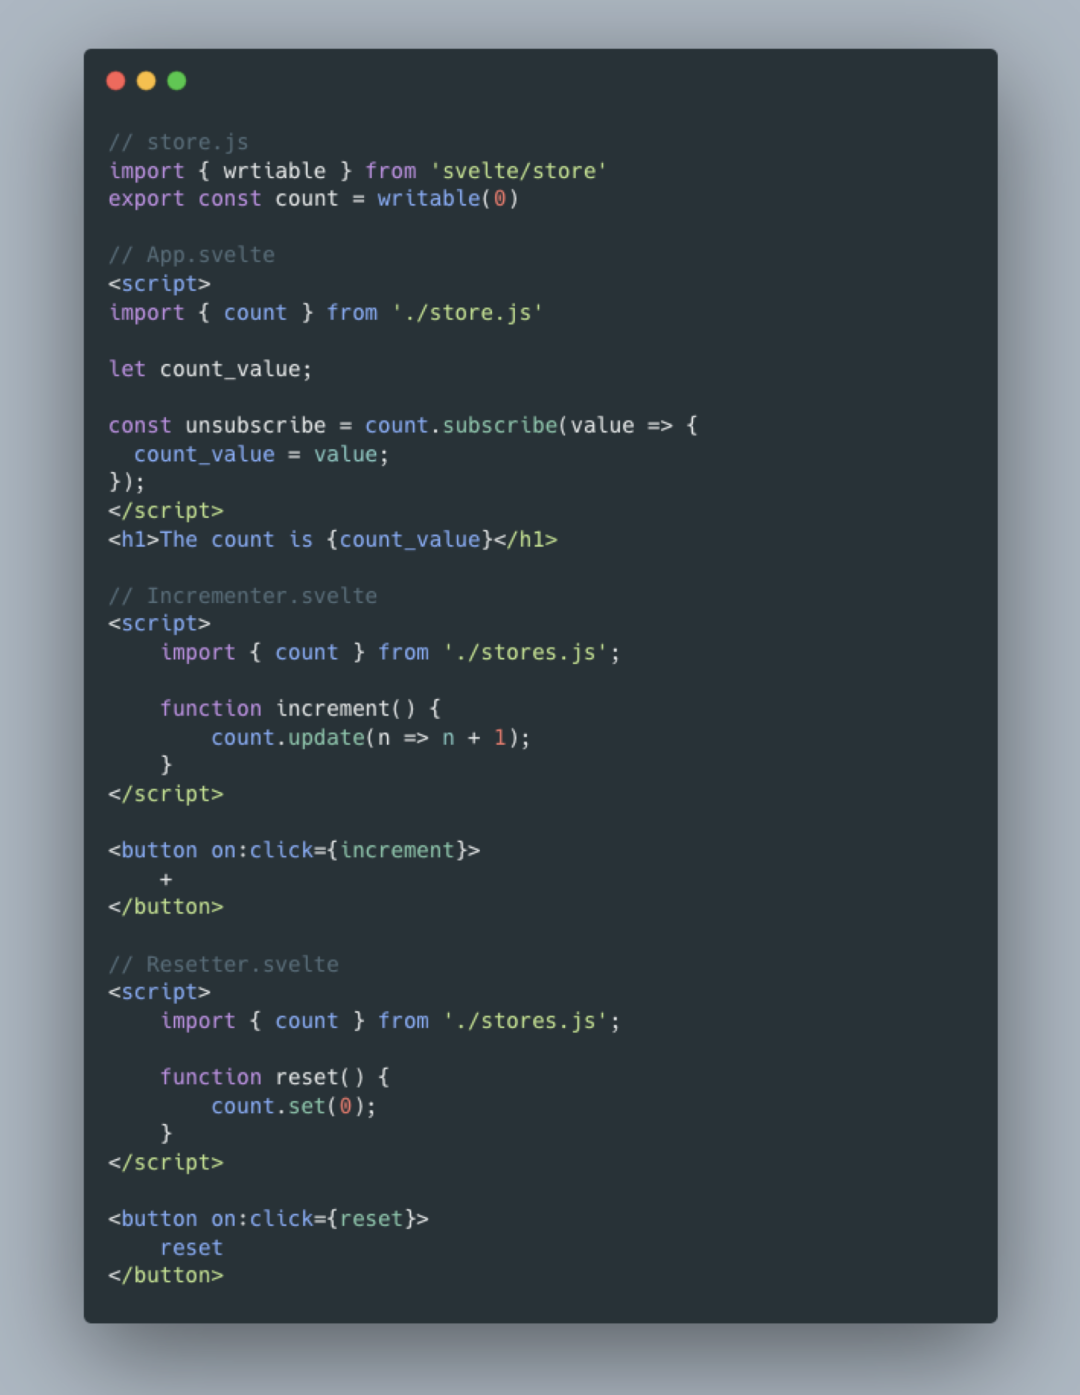 // store.js
import { wrtiable } from 'svelte/store'
export const count = writable(0)

// App.svelte
<script>
import { count } from './store.js'

let count_value;

const unsubscribe = count.subscribe(value => {
  count_value = value;
});
</script>
<h1>The count is {count_value}</h1>

// Incrementer.svelte
<script>
    import { count } from './stores.js';

    function increment() {
        count.update(n => n + 1);
    }
</script>

<button on:click={increment}>
    +
</button>

// Resetter.svelte
<script>
    import { count } from './stores.js';

    function reset() {
        count.set(0);
    }
</script>

<button on:click={reset}>
    reset
</button>